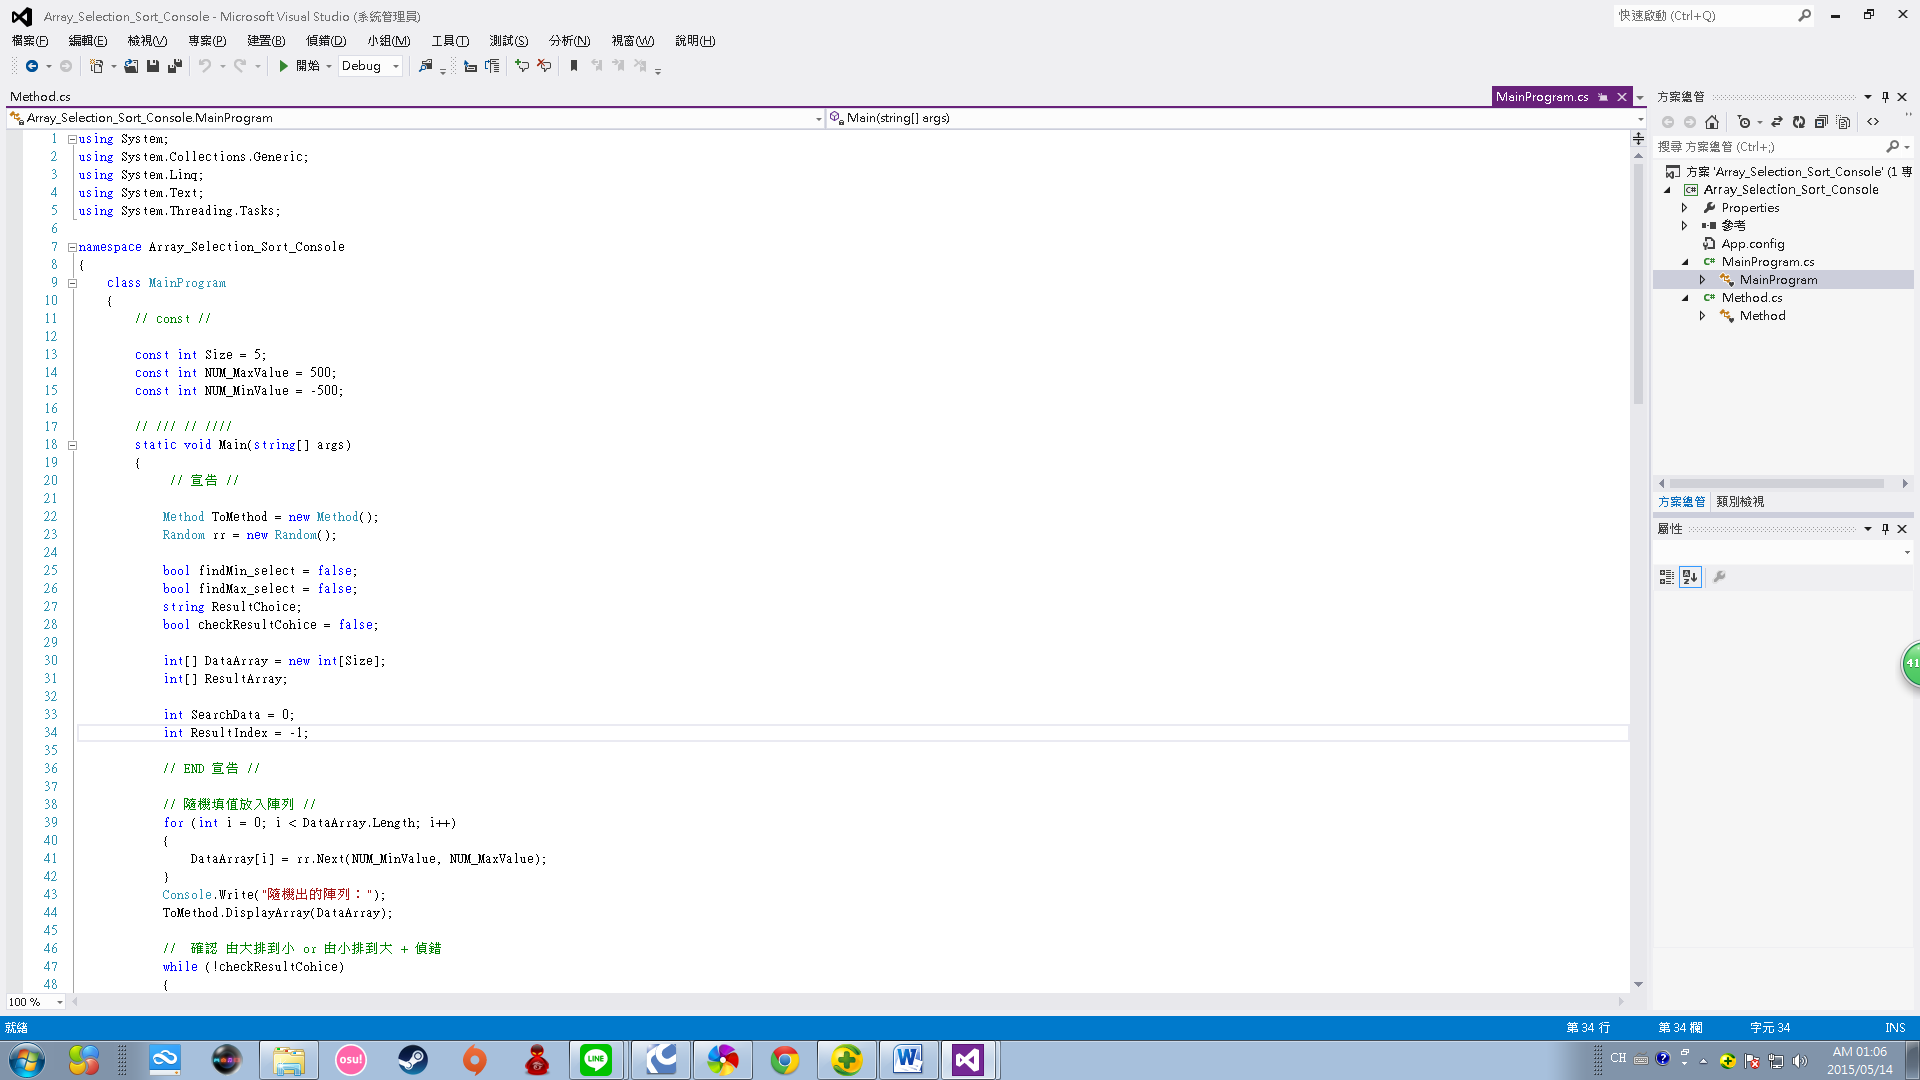 Array_Selection_Sort_Console - Microsoft Visual Studio (系統管理員)
快速啟動 (Ctrl+Q)
檔案(F) 編輯(E) 檢視(V) 專案(P) 建置(B) 偵錯(D) 小組(M) 工具(T) 測試(S) 分析(N) 視窗(W) 說明(H)
開始 Debug
Method.cs
MainProgram.cs
Array_Selection_Sort_Console.MainProgram
Main(string[] args)
1 using System;
2 using System.Collections.Generic;
3 using System.Linq;
4 using System.Text;
5 using System.Threading.Tasks;
6
7 namespace Array_Selection_Sort_Console
8 {
9 class MainProgram
10 {
11 // const //
12
13 const int Size = 5;
14 const int NUM_MaxValue = 500;
15 const int NUM_MinValue = -500;
16
17 // /// // ////
18 static void Main(string[] args)
19 {
20 // 宣告 //
21
22 Method ToMethod = new Method();
23 Random rr = new Random();
24
25 bool findMin_select = false;
26 bool findMax_select = false;
27 string ResultChoice;
28 bool checkResultCohice = false;
29
30 int[] DataArray = new int[Size];
31 int[] ResultArray;
32
33 int SearchData = 0;
34 int ResultIndex = -1;
35
36 // END 宣告 //
37
38 // 隨機填值放入陣列 //
39 for (int i = 0; i < DataArray.Length; i++)
40 {
41 DataArray[i] = rr.Next(NUM_MinValue, NUM_MaxValue);
42 }
43 Console.Write("隨機出的陣列：");
44 ToMethod.DisplayArray(DataArray);
45
46 // 確認 由大排到小 or 由小排到大 + 偵錯
47 while (!checkResultCohice)
48 {
100 %
方案總管
搜尋 方案總管 (Ctrl+;)
方案 'Array_Selection_Sort_Console' (1 專
Array_Selection_Sort_Console
Properties
參考
App.config
MainProgram.cs
MainProgram
Method.cs
Method
方案總管 類別檢視
屬性
41
就緒
第 34 行 第 34 欄 字元 34 INS
osu!
LINE
CH
AM 01:06
2015/05/14